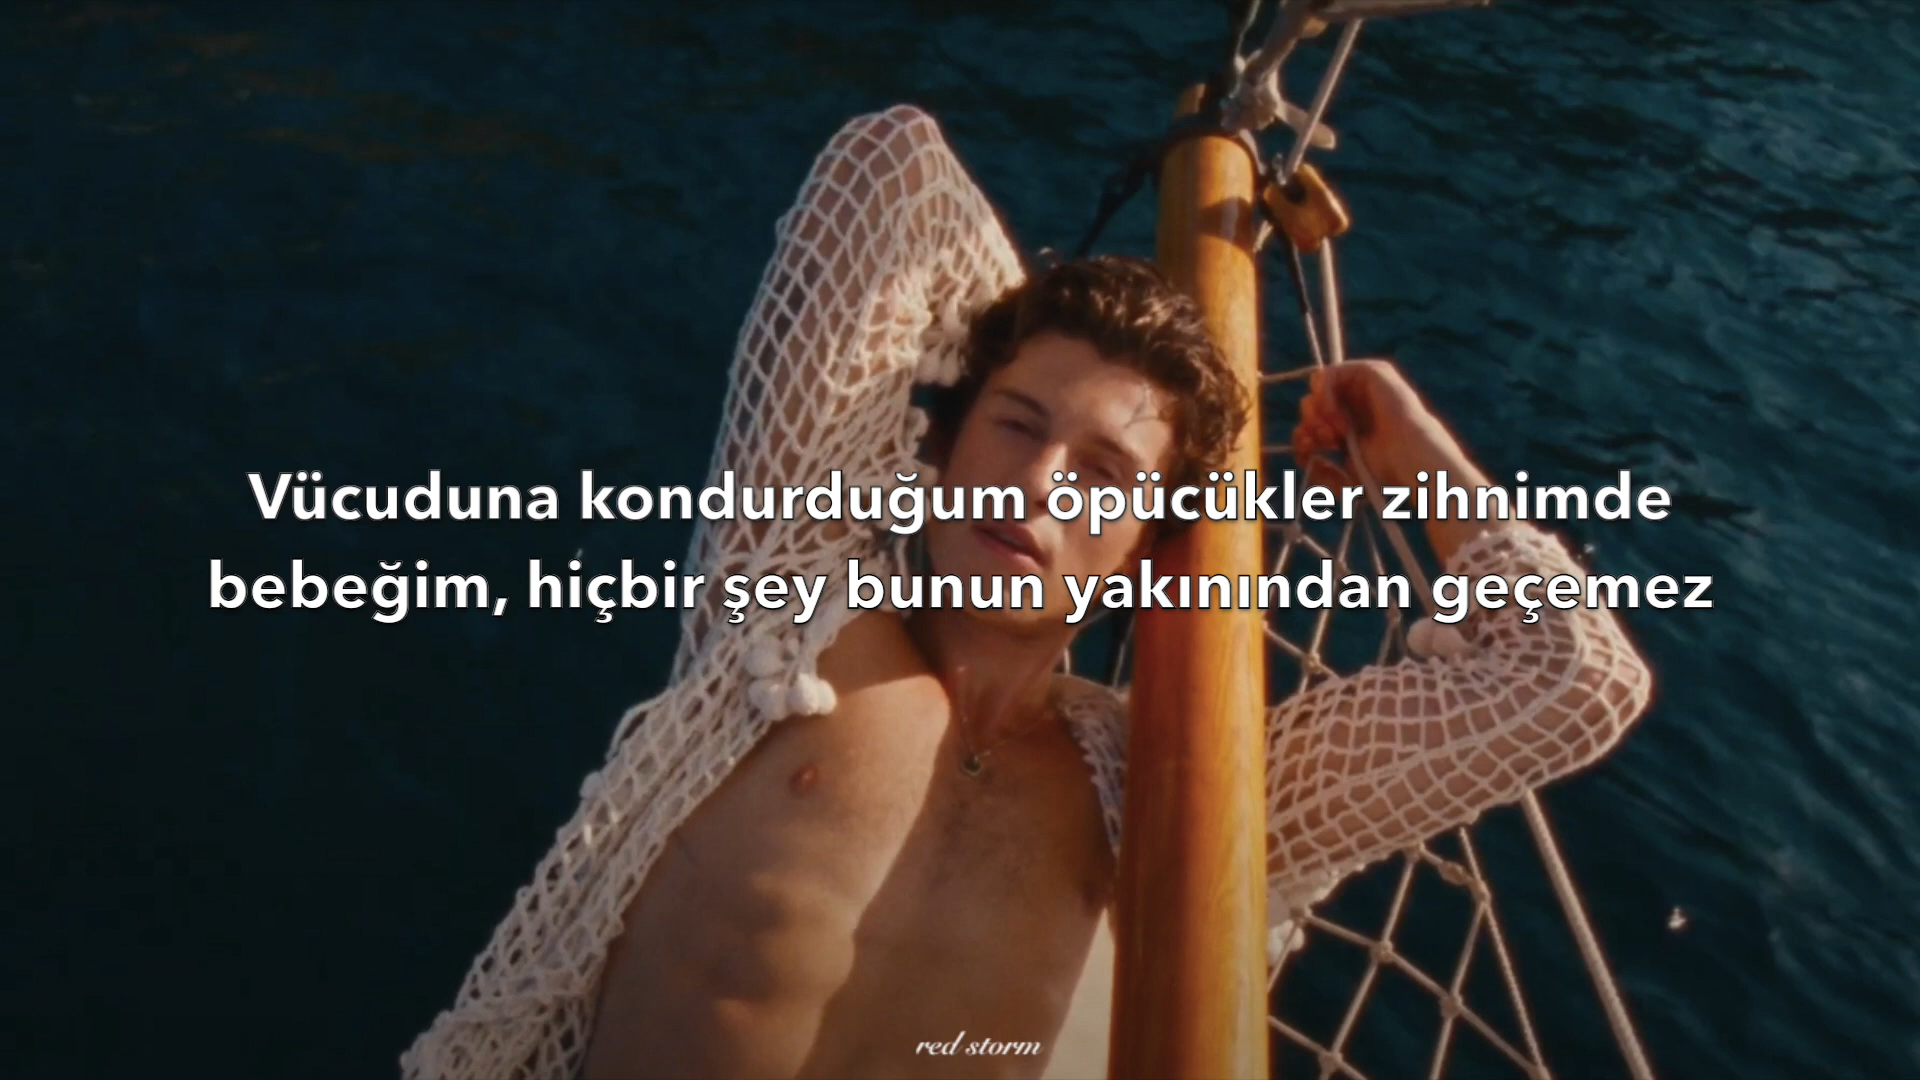 Vücuduna kondurduğum öpücükler zihnimde
bebeğim, hiçbir şey bunun yakınından geçemez
red storm